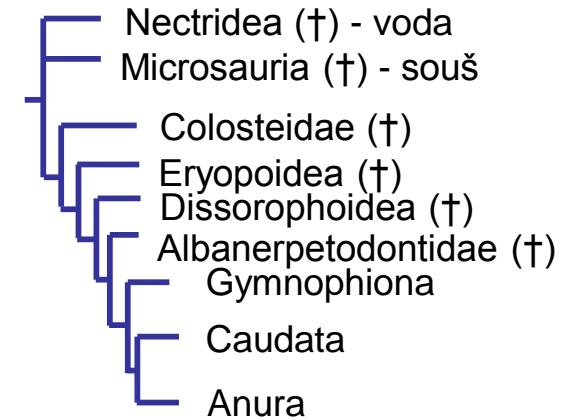 Nectridea (†) - voda
Microsauria (†) - souš
Colosteidae (†)
Eryopoidea (†)
Dissorophoidea (†)
Albanerpetodontidae (†)
Gymnophiona
Caudata
Anura